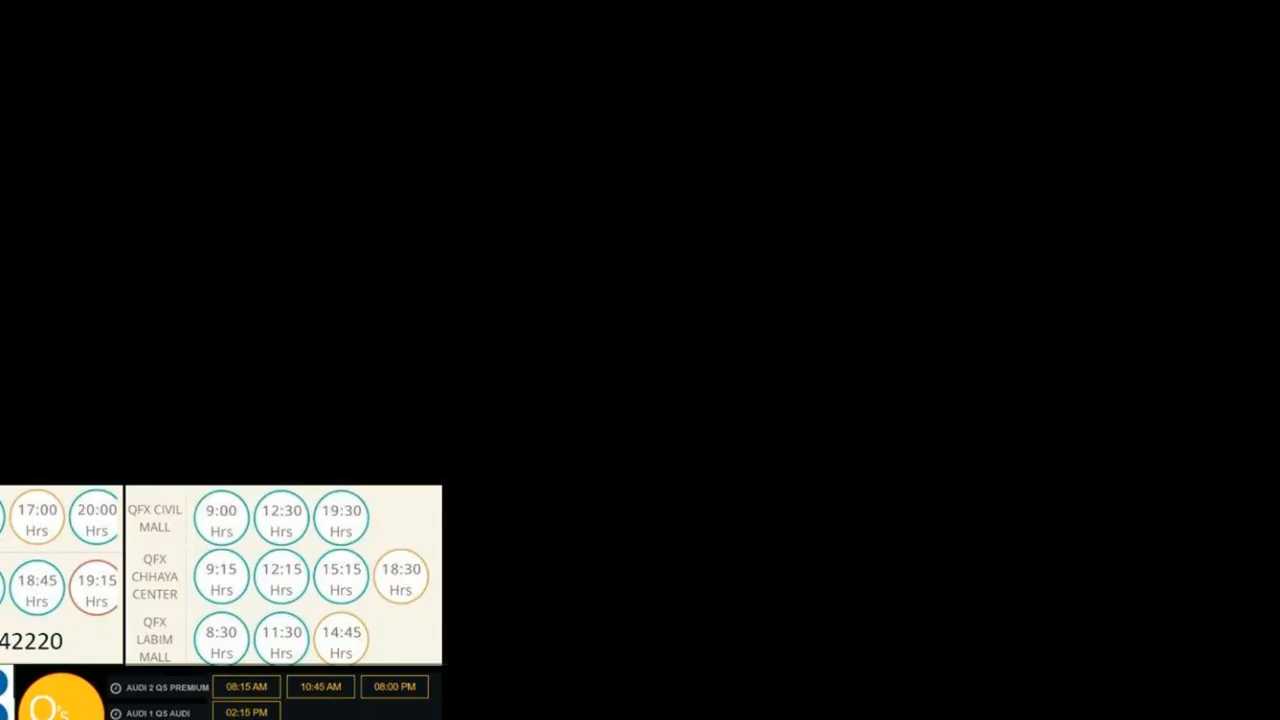 17:00 Hrs 20:00 Hrs
18:45 Hrs 19:15 Hrs
42220
QFX CIVIL MALL 9:00 Hrs 12:30 Hrs 19:30 Hrs
QFX CHHAYA CENTER 9:15 Hrs 12:15 Hrs 15:15 Hrs 18:30 Hrs
QFX LABIM MALL 8:30 Hrs 11:30 Hrs 14:45 Hrs
Q's
AUDI 2 QS PREMIUM 08:15 AM 10:45 AM 08:00 PM
AUDI 1 QS AUDI 02:15 PM